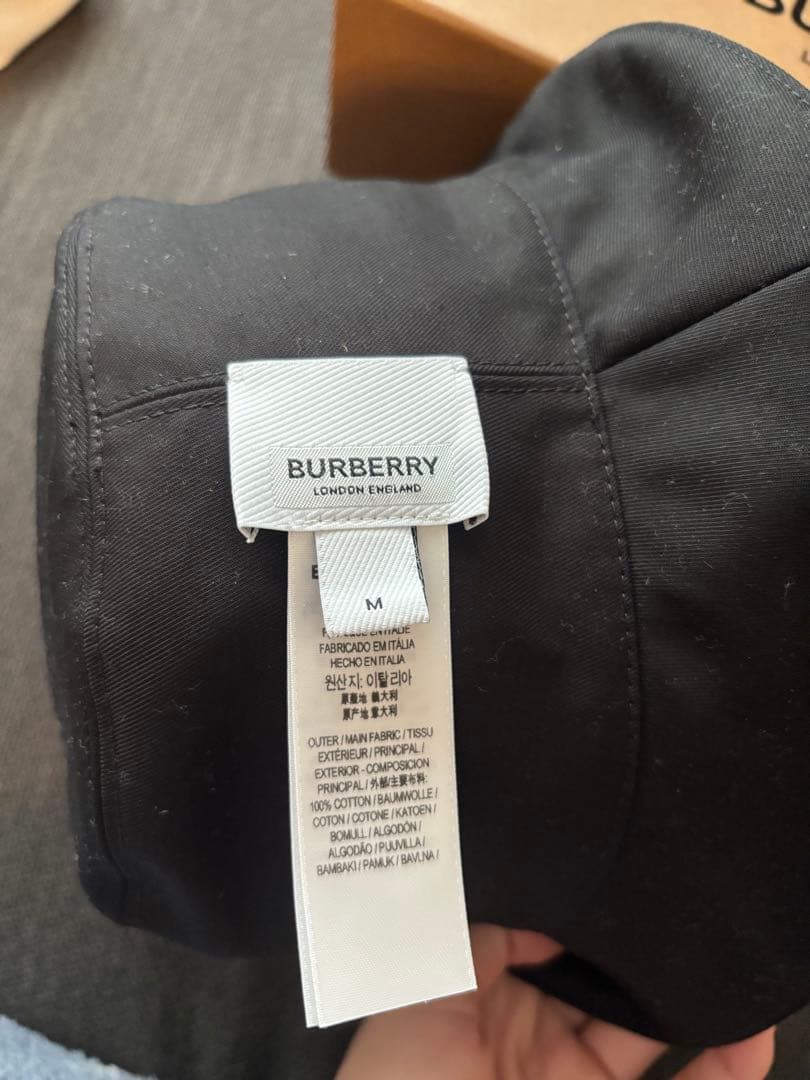 BURBERRY
LONDON ENGLAND
M
FABRICADO EM ITÁLIA
HECHO EN ITALIA
원산지: 이탈리아
原產地 義大利
原产地 意大利
OUTER / MAIN FABRIC / TISSU
EXTÉRIEUR / PRINCIPAL /
EXTERIOR - COMPOSICION
PRINCIPAL / 外部/主要布料:
100% COTTON / BAUMWOLLE /
COTON / COTONE / KATOEN /
BOMULL / ALGODÓN /
ALGODÃO / PUUVILLA /
BAMBAKI / PAMUK / BAVLNA /